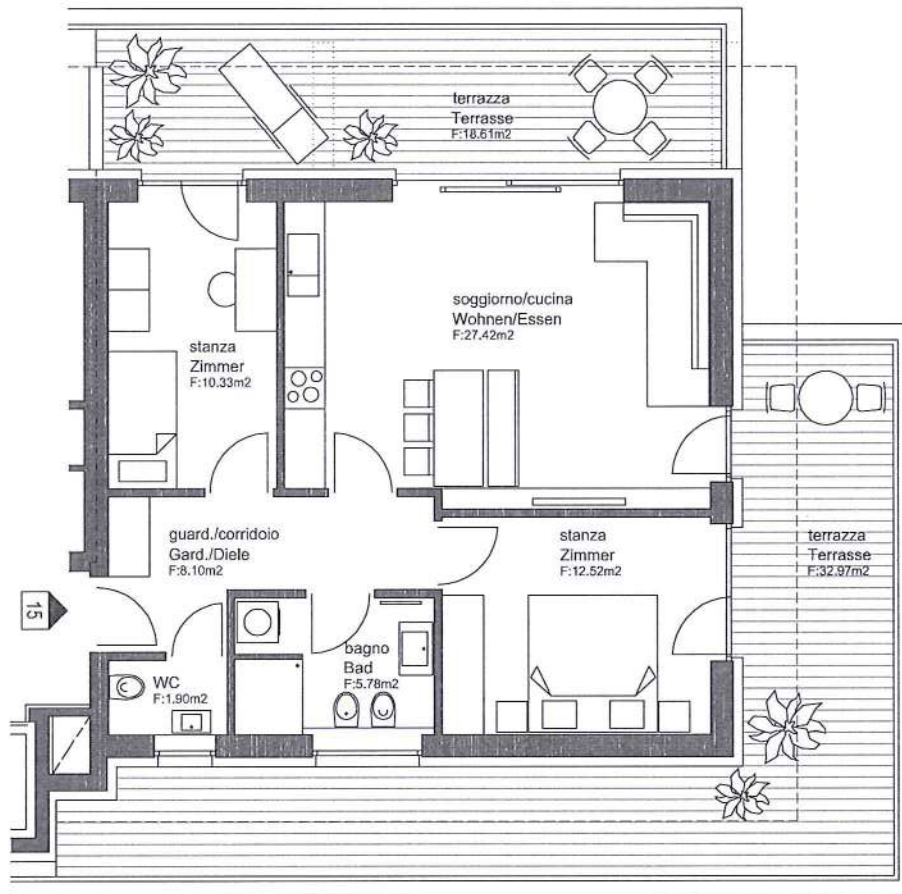 terrazza
Terrasse
F:18.61m2
soggiorno/cucina
Wohnen/Essen
F:27.42m2
stanza
Zimmer
F:10.33m2
guard./corridoio
Gard./Diele
F:8.10m2
stanza
Zimmer
F:12.52m2
terrazza
Terrasse
F:32.97m2
15
bagno
Bad
F:5.78m2
WC
F:1.90m2